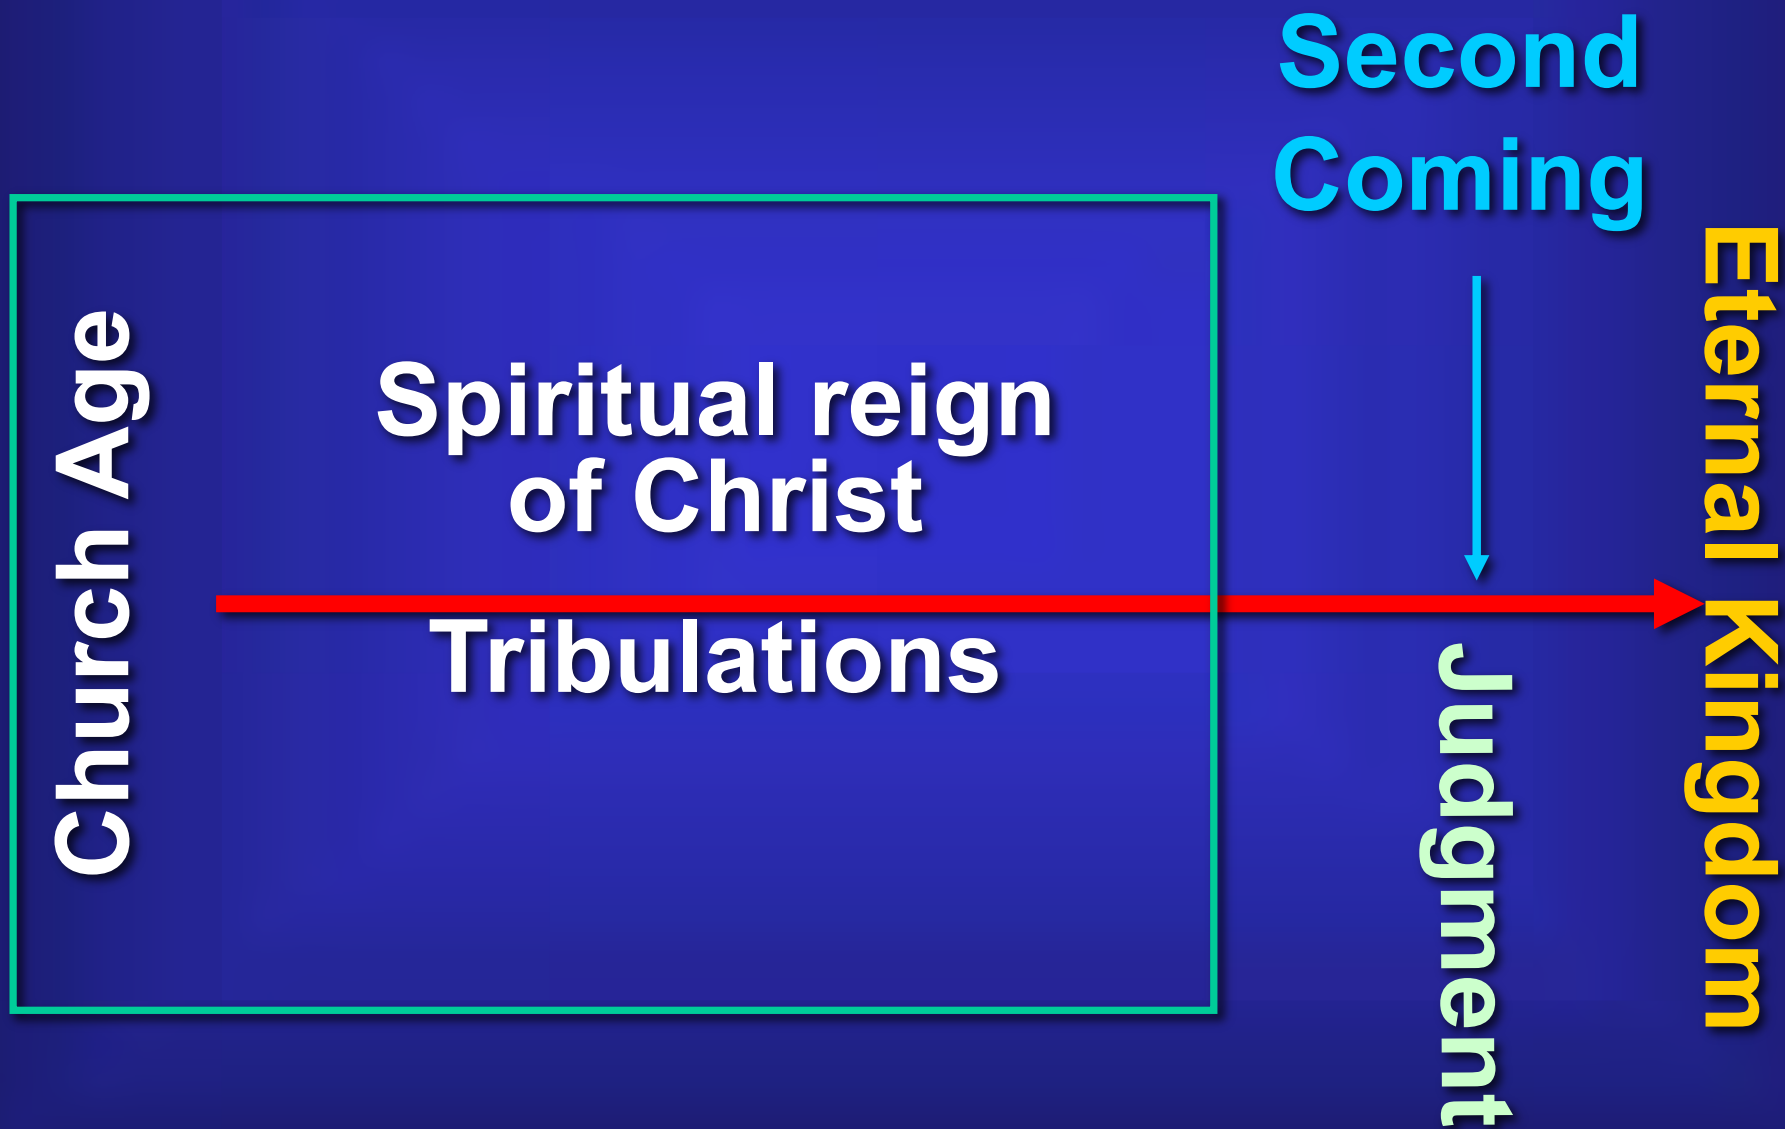 Second
Coming
Church Age
Spiritual reign
of Christ
Tribulations
Judgment
Eternal Kingdom